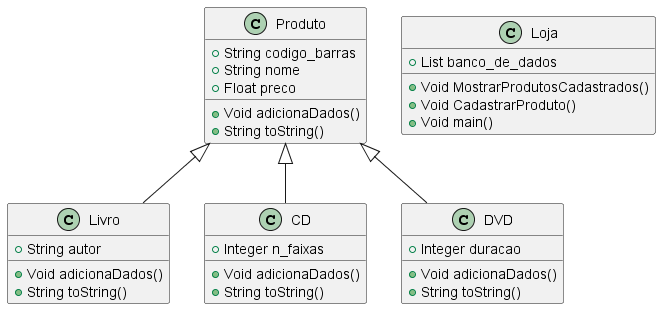 C Produto
String codigo_barras
String nome
Float preco
Void adicionaDados()
String toString()
C Loja
List banco_de_dados
Void MostrarProdutosCadastrados()
Void CadastrarProduto()
Void main()
C Livro
String autor
Void adicionaDados()
String toString()
C CD
Integer n_faixas
Void adicionaDados()
String toString()
C DVD
Integer duracao
Void adicionaDados()
String toString()